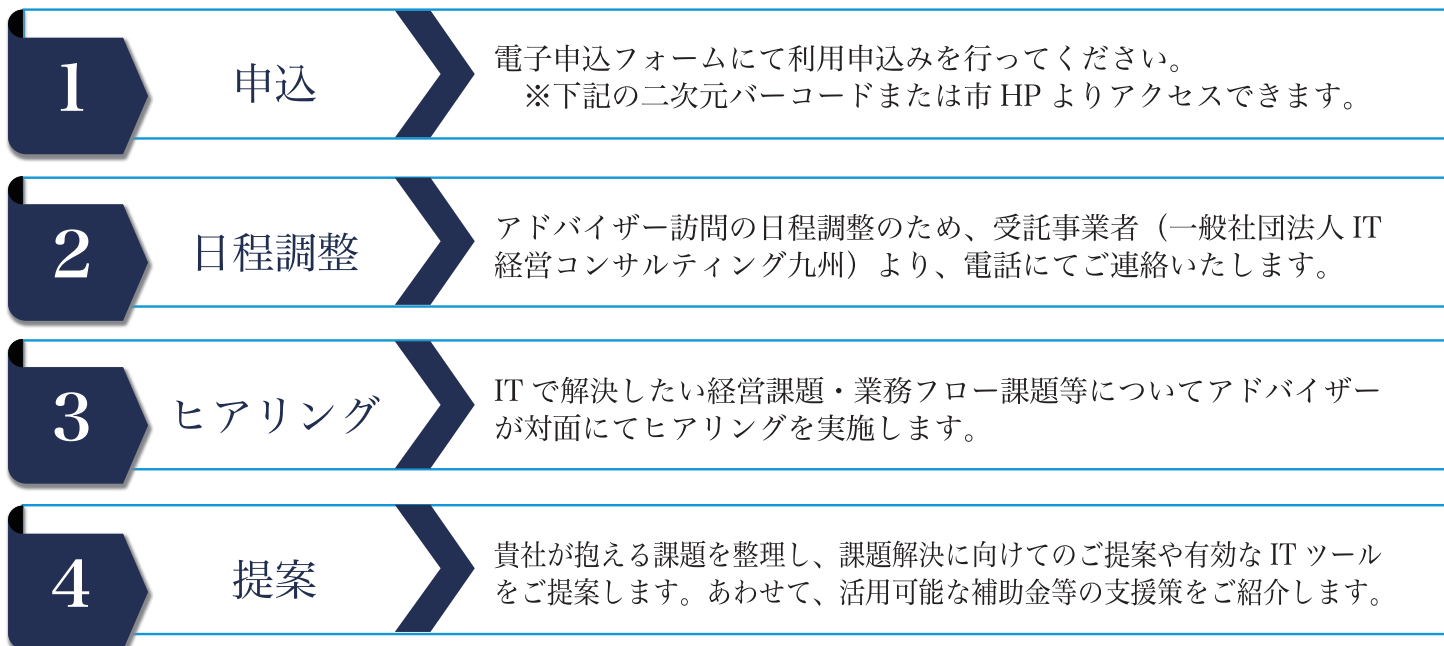 1
申込
電子申込フォームにて利用申込みを行ってください。
※下記の二次元バーコードまたは市 HP よりアクセスできます。
2
日程調整
アドバイザー訪問の日程調整のため、受託事業者（一般社団法人 IT
経営コンサルティング九州）より、電話にてご連絡いたします。
3
ヒアリング
IT で解決したい経営課題・業務フロー課題等についてアドバイザー
が対面にてヒアリングを実施します。
4
提案
貴社が抱える課題を整理し、課題解決に向けてのご提案や有効な IT ツール
をご提案します。あわせて、活用可能な補助金等の支援策をご紹介します。